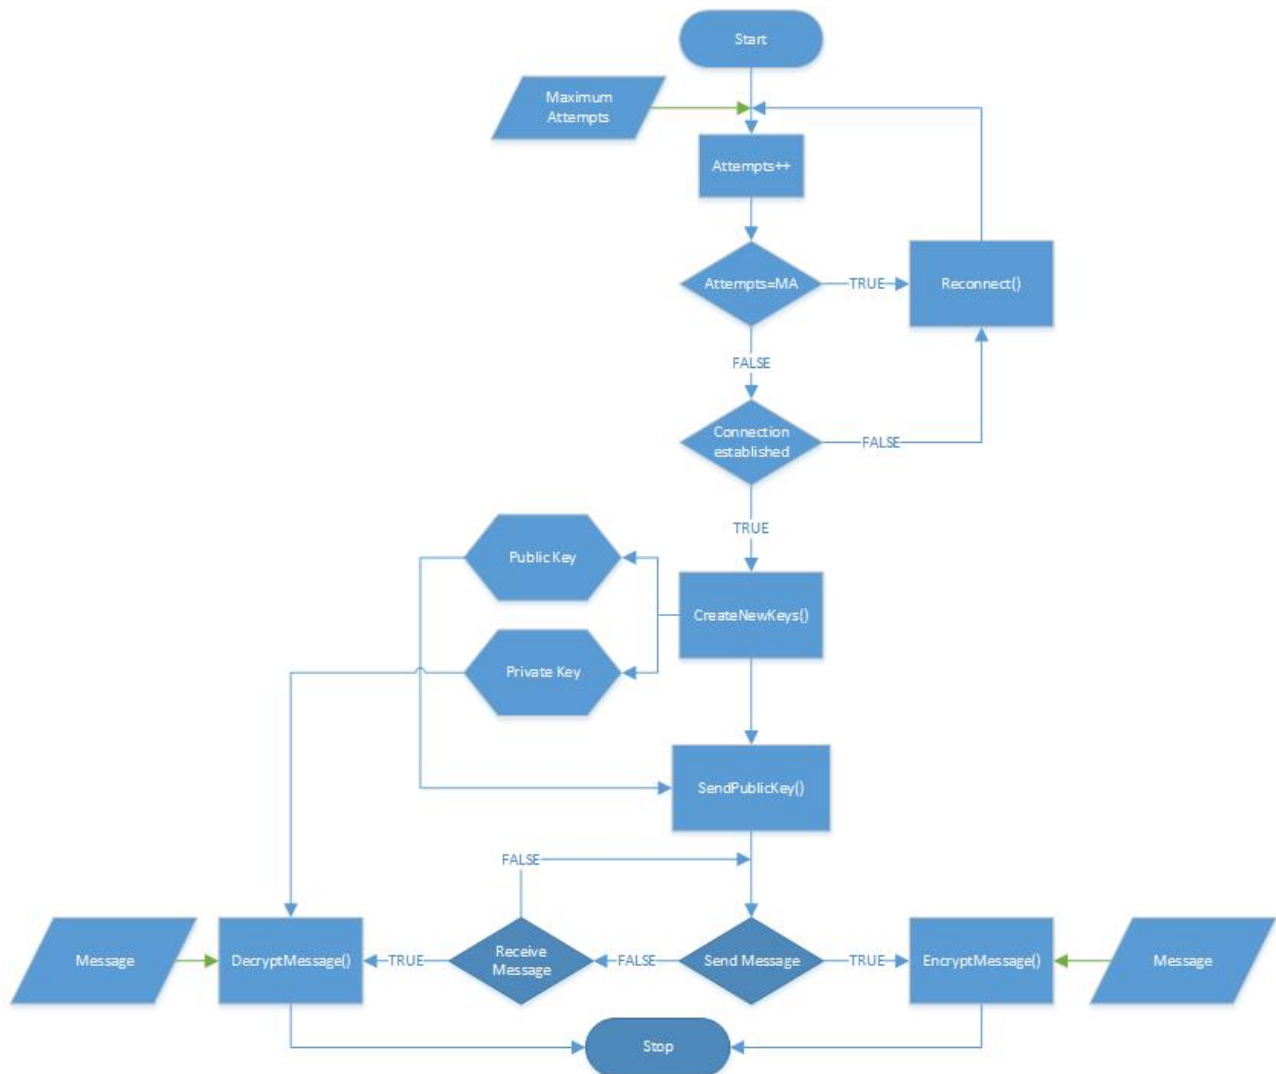 Start
Maximum
Attempts
Attempts++
Attempts=MA
TRUE
Reconnect()
FALSE
Connection
established
FALSE
TRUE
Public Key
CreateNewKeys()
Private Key
SendPublicKey()
FALSE
Message
DecryptMessage()
TRUE
Receive
Message
FALSE
Send Message
TRUE
EncryptMessage()
Message
Stop